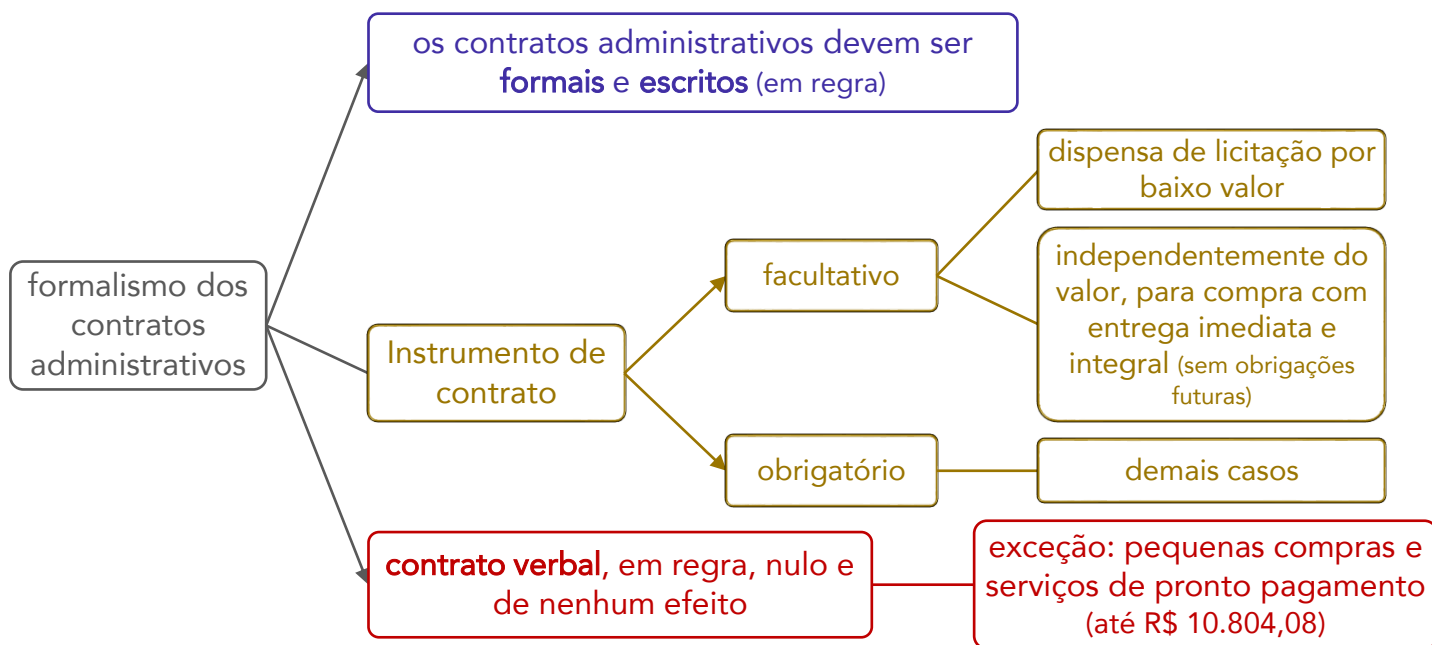 os contratos administrativos devem ser
formais e escritos (em regra)
dispensa de licitação por
baixo valor
facultativo
independentemente do
valor, para compra com
entrega imediata e
integral (sem obrigações
futuras)
formalismo dos
contratos
administrativos
Instrumento de
contrato
obrigatório
demais casos
contrato verbal, em regra, nulo e
de nenhum efeito
exceção: pequenas compras e
serviços de pronto pagamento
(até R$ 10.804,08)